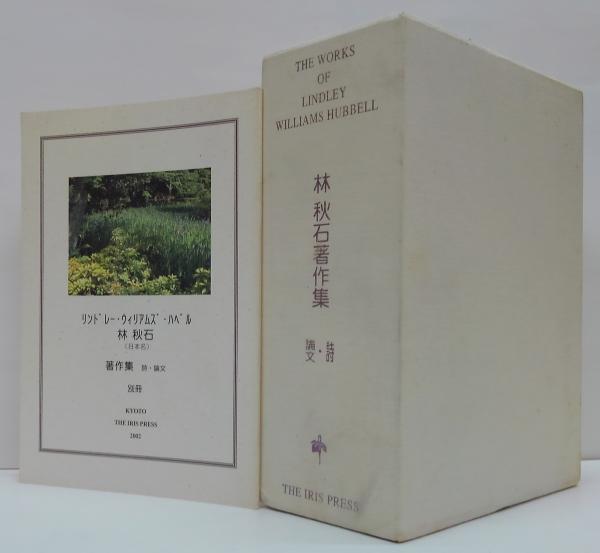 リンドレー・ウィリアムズ・ハベル
林 秋石
(日本名)
著作集 詩・論文
別冊
KYOTO
THE IRIS PRESS
2002
THE WORKS
OF
LINDLEY
WILLIAMS HUBBELL
林 秋石著作集
詩・
論文
THE IRIS PRESS